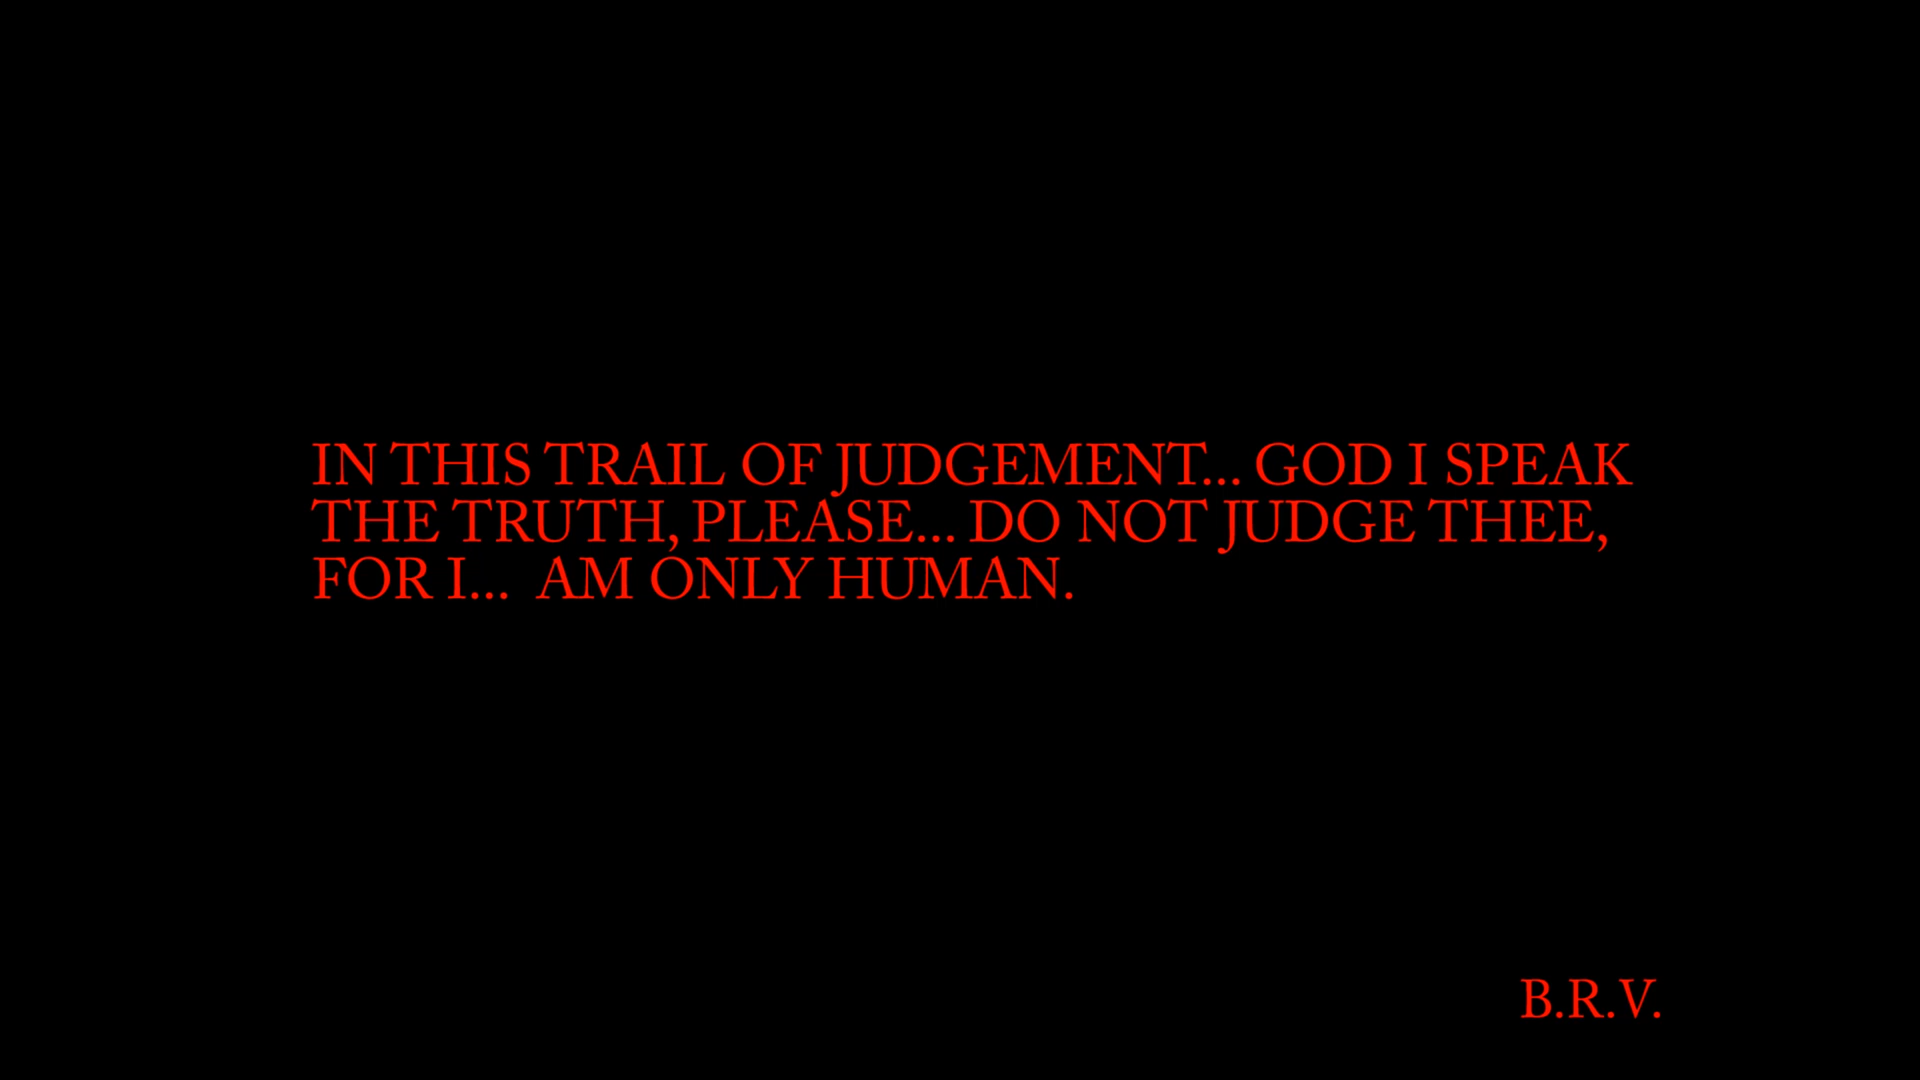 IN THIS TRAIL OF JUDGEMENT... GOD I SPEAK
THE TRUTH, PLEASE... DO NOT JUDGE THEE,
FOR I...  AM ONLY HUMAN.
B.R.V.